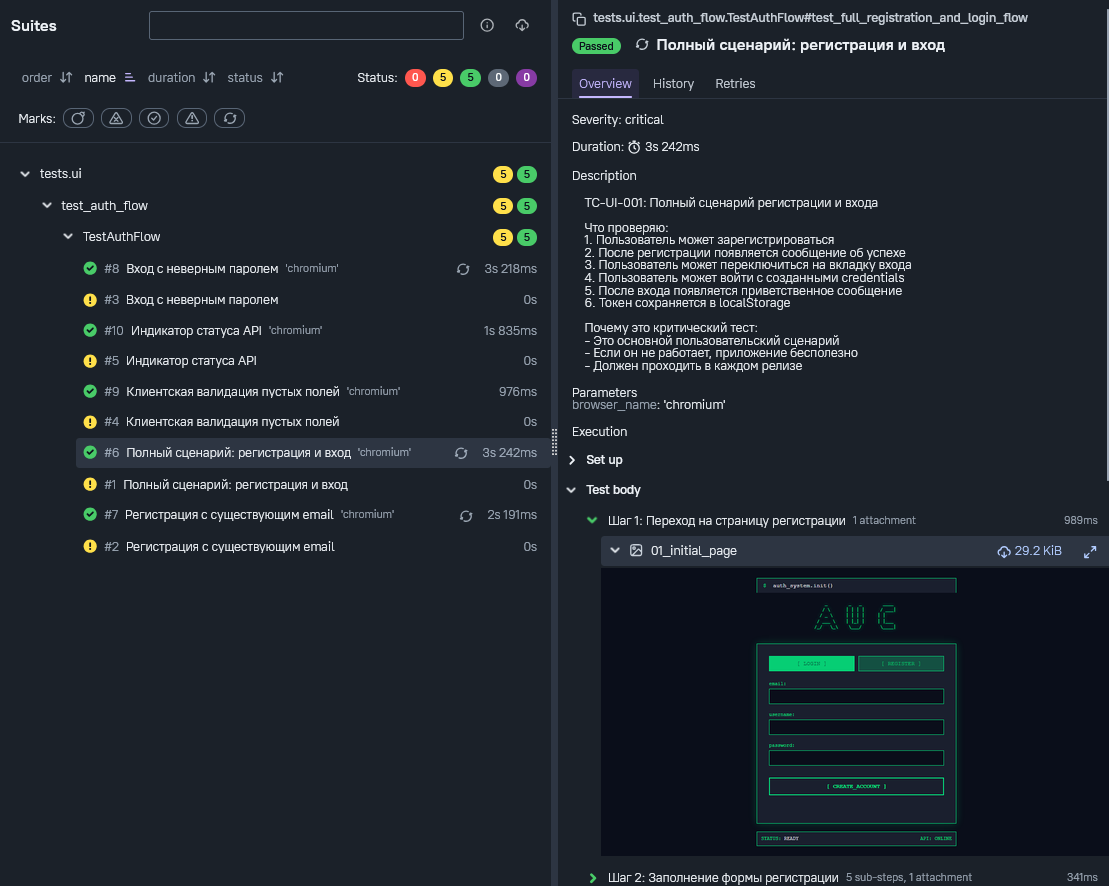 Suites
order name duration status Status: 0 5 5 0 0
Marks:
tests.ui 5 5
test_auth_flow 5 5
TestAuthFlow 5 5
#8 Вход с неверным паролем 'chromium' 3s 218ms
#3 Вход с неверным паролем 0s
#10 Индикатор статуса API 'chromium' 1s 835ms
#5 Индикатор статуса API 0s
#9 Клиентская валидация пустых полей 'chromium' 976ms
#4 Клиентская валидация пустых полей 0s
#6 Полный сценарий: регистрация и вход 'chromium' 3s 242ms
#1 Полный сценарий: регистрация и вход 0s
#7 Регистрация с существующим email 'chromium' 2s 191ms
#2 Регистрация с существующим email 0s
tests.ui.test_auth_flow.TestAuthFlow#test_full_registration_and_login_flow
Passed Полный сценарий: регистрация и вход
Overview History Retries
Severity: critical
Duration: 3s 242ms
Description
TC-UI-001: Полный сценарий регистрации и входа
Что проверяю:
1. Пользователь может зарегистрироваться
2. После регистрации появляется сообщение об успехе
3. Пользователь может переключиться на вкладку входа
4. Пользователь может войти с созданными credentials
5. После входа появляется приветственное сообщение
6. Токен сохраняется в localStorage
Почему это критический тест:
- Это основной пользовательский сценарий
- Если он не работает, приложение бесполезно
- Должен проходить в каждом релизе
Parameters
browser_name: 'chromium'
Execution
Set up
Test body
Шаг 1: Переход на страницу регистрации 1 attachment 989ms
01_initial_page 29.2 KiB
$ auth_system.init()
AUC
[ LOGIN ] [ REGISTER ]
email:
username:
password:
[ CREATE_ACCOUNT ]
STATUS: READY API: ONLINE
Шаг 2: Заполнение формы регистрации 5 sub-steps, 1 attachment 341ms